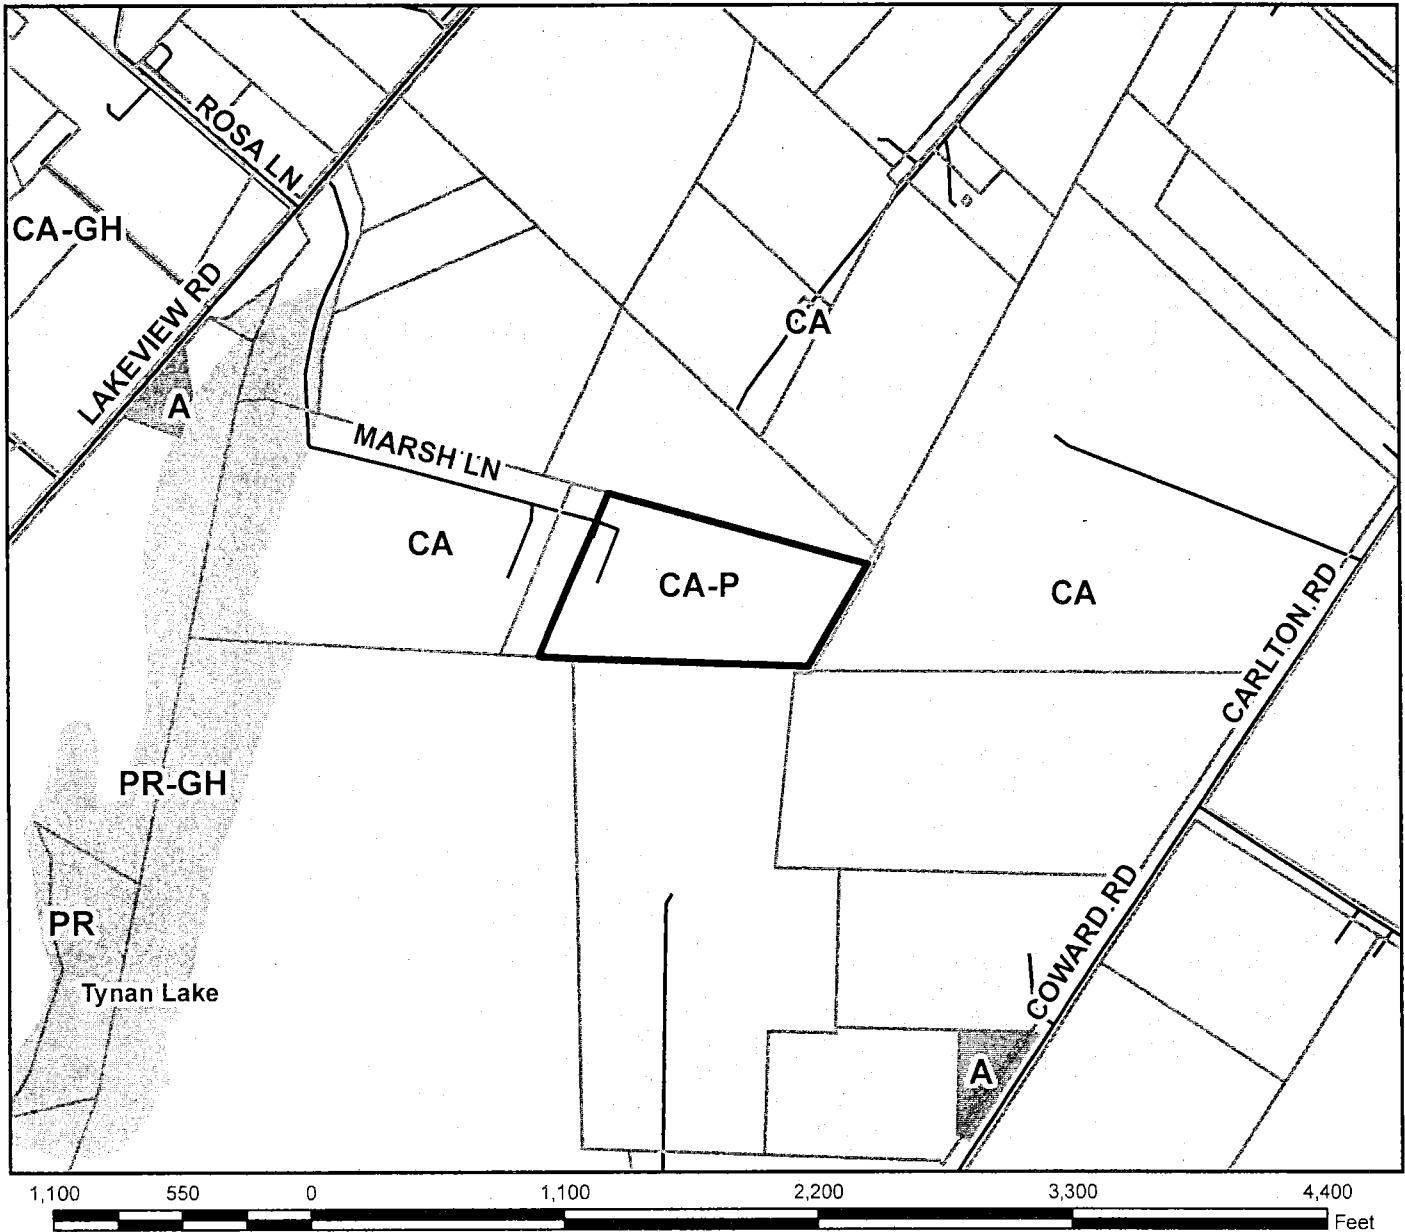 ROSA LN
CA-GH
LAKEVIEW RD
CA
A
MARSH LN
CA
CA-P
CA
CARLTON RD
PR-GH
COWARD RD
PR
Tynan Lake
A
1,100 550 0 1,100 2,200 3,300 4,400
Feet